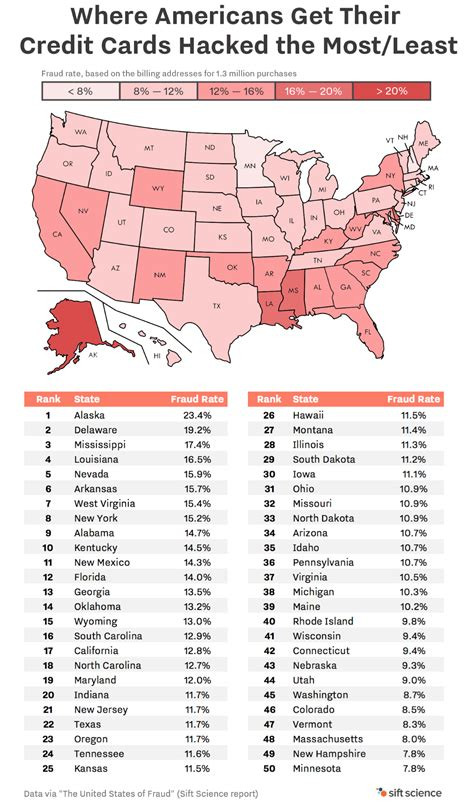 Where Americans Get Their
Credit Cards Hacked the Most/Least
Fraud rate, based on the billing addresses for 1.3 million purchases
< 8% 8% — 12% 12% — 16% 16% — 20% > 20%
WA MT ND MN WI MI VT NH ME
OR ID WY SD IA NY MA RI CT
NV UT CO NE IL IN OH PA NJ DE MD
CA KS MO KY WV VA
AZ NM OK AR TN NC SC
TX LA MS AL GA FL
AK HI
Rank State Fraud Rate
1 Alaska 23.4%
2 Delaware 19.2%
3 Mississippi 17.4%
4 Louisiana 16.5%
5 Nevada 15.9%
6 Arkansas 15.7%
7 West Virginia 15.4%
8 New York 15.2%
9 Alabama 14.7%
10 Kentucky 14.5%
11 New Mexico 14.3%
12 Florida 14.0%
13 Georgia 13.5%
14 Oklahoma 13.2%
15 Wyoming 13.0%
16 South Carolina 12.9%
17 California 12.8%
18 North Carolina 12.7%
19 Maryland 12.0%
20 Indiana 11.7%
21 New Jersey 11.7%
22 Texas 11.7%
23 Oregon 11.7%
24 Tennessee 11.6%
25 Kansas 11.5%
Rank State Fraud Rate
26 Hawaii 11.5%
27 Montana 11.4%
28 Illinois 11.3%
29 South Dakota 11.2%
30 Iowa 11.1%
31 Ohio 10.9%
32 Missouri 10.9%
33 North Dakota 10.9%
34 Arizona 10.7%
35 Idaho 10.7%
36 Pennsylvania 10.7%
37 Virginia 10.5%
38 Michigan 10.3%
39 Maine 10.2%
40 Rhode Island 9.8%
41 Wisconsin 9.4%
42 Connecticut 9.4%
43 Nebraska 9.3%
44 Utah 9.0%
45 Washington 8.7%
46 Colorado 8.5%
47 Vermont 8.3%
48 Massachusetts 8.0%
49 New Hampshire 7.8%
50 Minnesota 7.8%
Data via "The United States of Fraud" (Sift Science report)
sift science